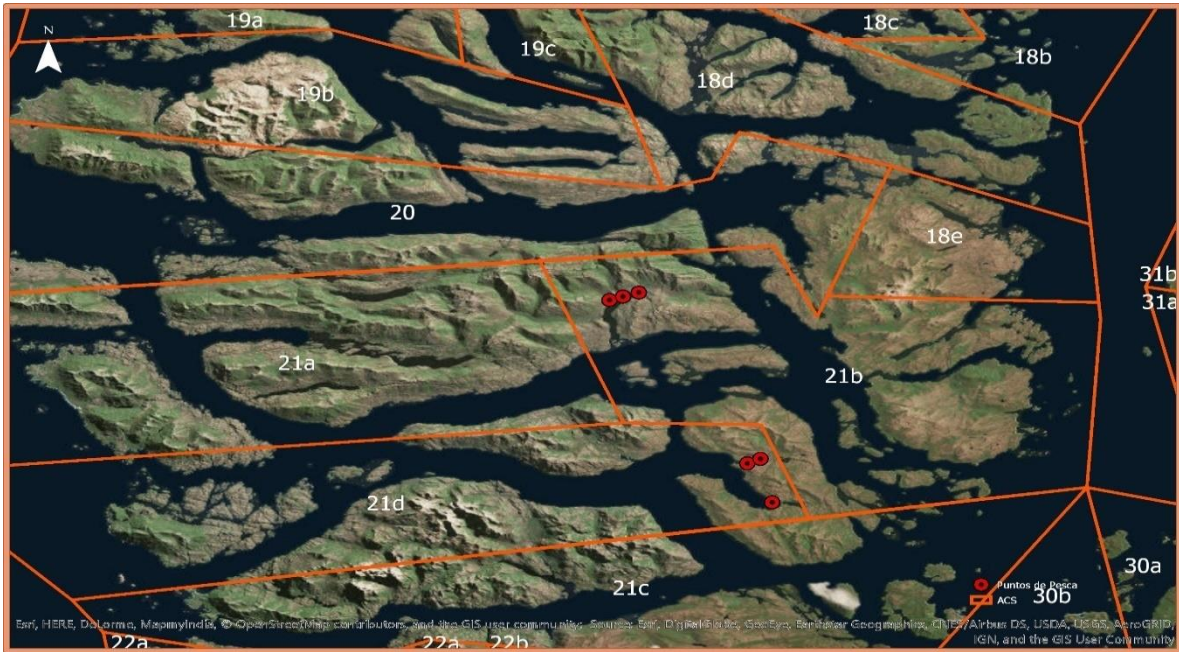 19a
18c
19c
18b
N
18d
19b
20
18e
31b
31a
21a
21b
21d
30a
21c
Puntos de Pesca
ACS
30b
Esri, HERE, DeLorme, MapmyIndia, © OpenStreetMap contributors, and the GIS user community; Source: Esri, DigitalGlobe, GeoEye, Earthstar Geographics, CNES/Airbus DS, USDA, USGS, AeroGRID,
IGN, and the GIS User Community
22a
22a
22b